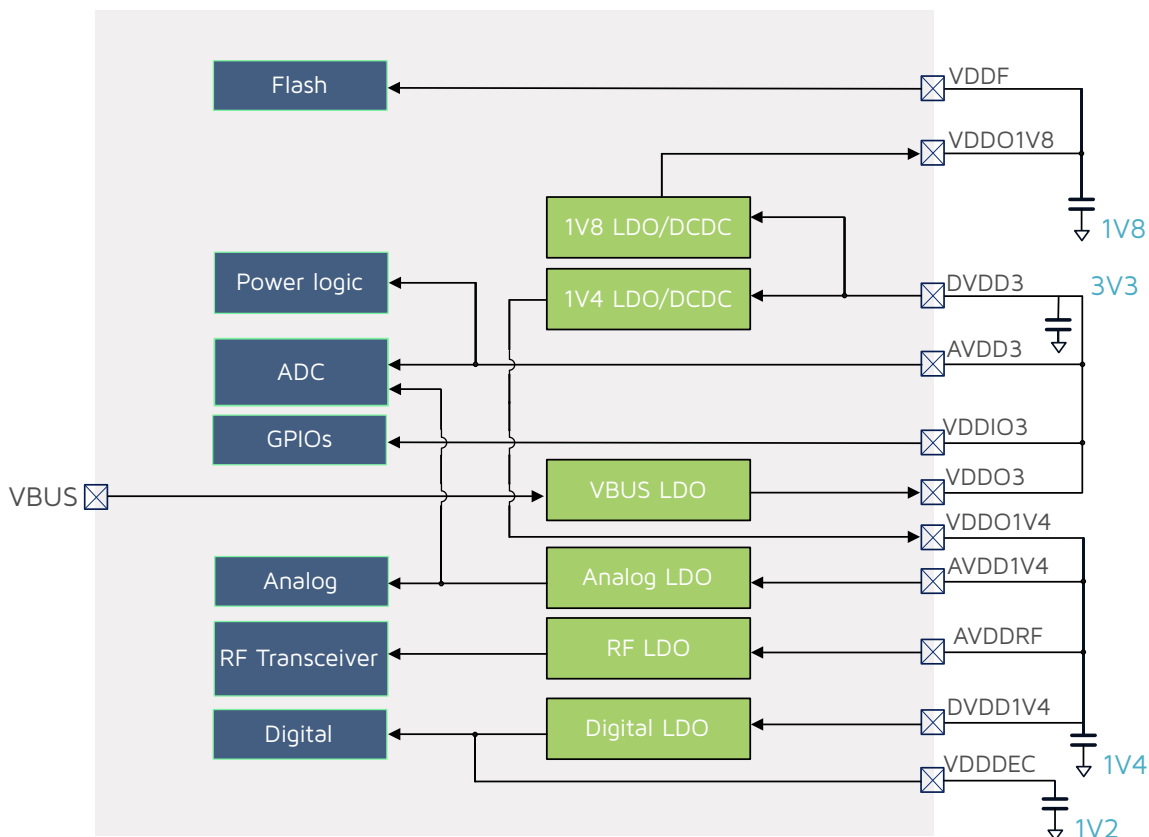 VDDF
Flash
VDDO1V8
1V8 LDO/DCDC
1V8
Power logic
1V4 LDO/DCDC
DVDD3
3V3
AVDD3
ADC
VDDIO3
GPIOs
VBUS
VBUS LDO
VDDO3
VDDO1V4
Analog
Analog LDO
AVDD1V4
RF Transceiver
RF LDO
AVDDRF
DVDD1V4
Digital
Digital LDO
VDDDEC
1V4
1V2